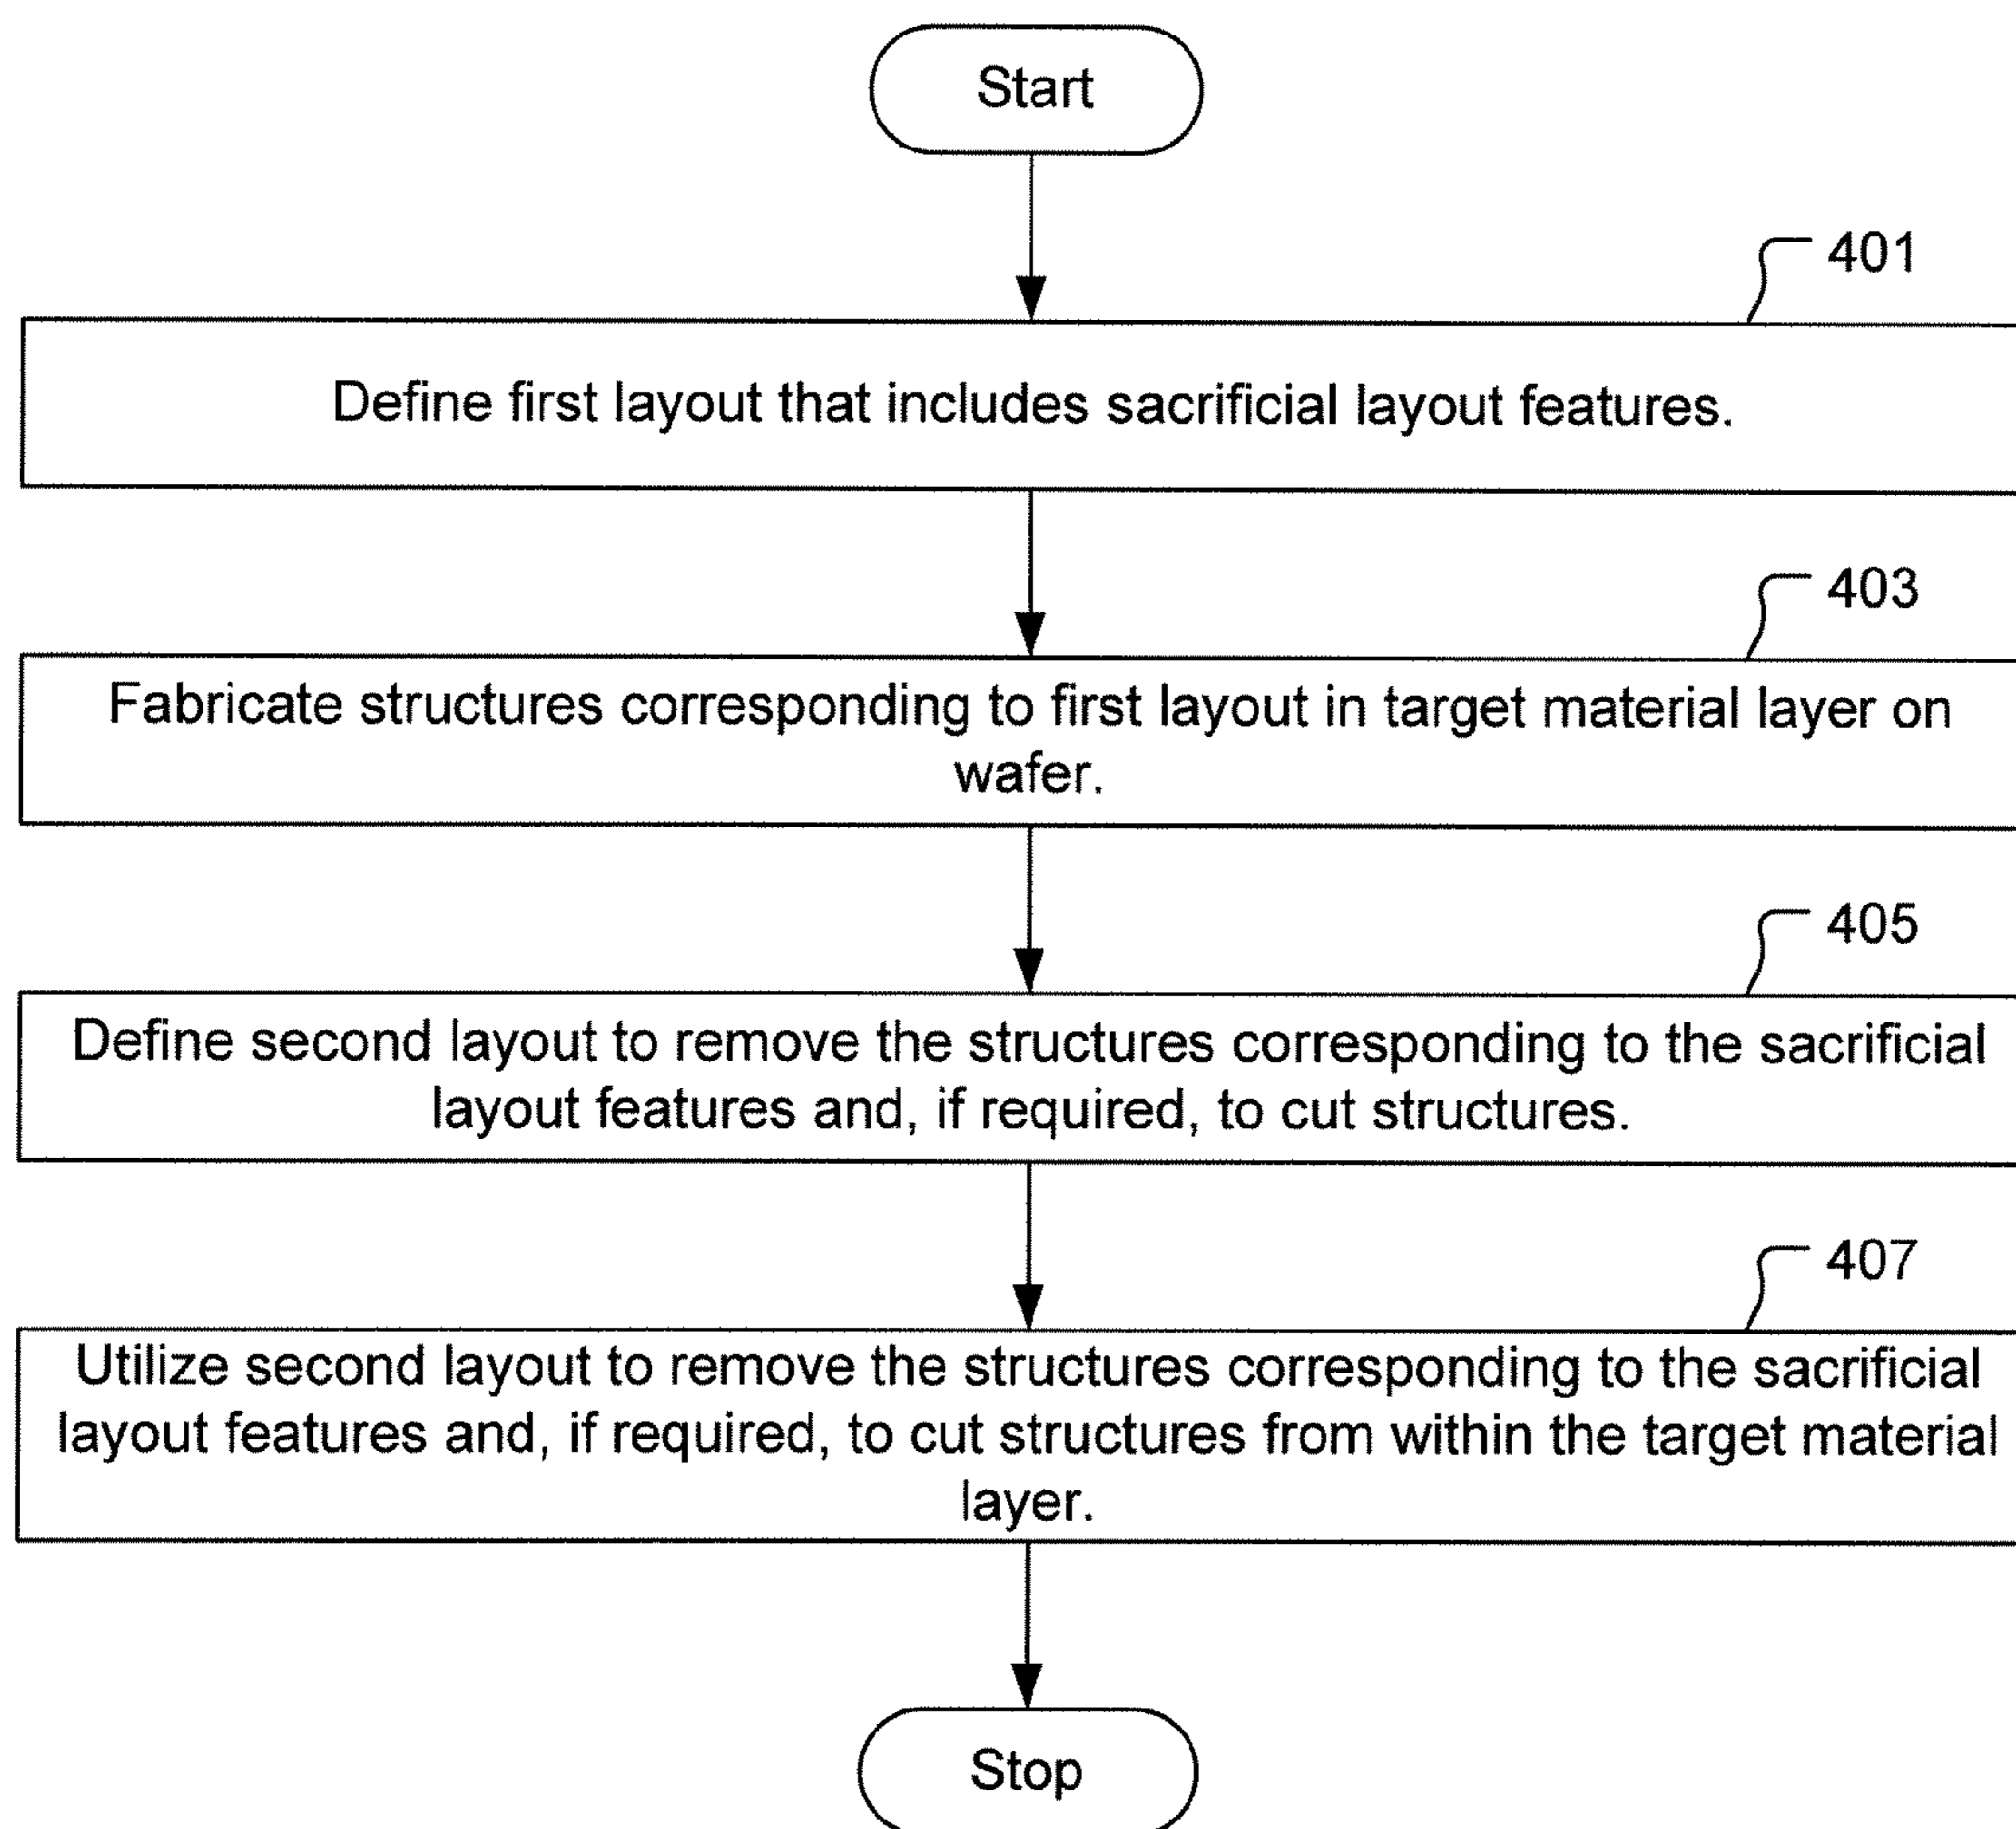 Start
401
Define first layout that includes sacrificial layout features.
403
Fabricate structures corresponding to first layout in target material layer on
wafer.
405
Define second layout to remove the structures corresponding to the sacrificial
layout features and, if required, to cut structures.
407
Utilize second layout to remove the structures corresponding to the sacrificial
layout features and, if required, to cut structures from within the target material
layer.
Stop